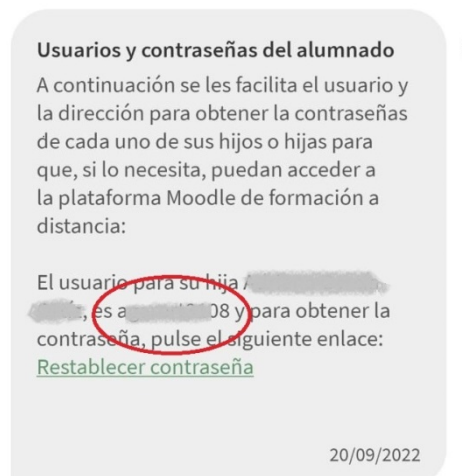 Usuarios y contraseñas del alumnado
A continuación se les facilita el usuario y
la dirección para obtener la contraseñas
de cada uno de sus hijos o hijas para
que, si lo necesita, puedan acceder a
la plataforma Moodle de formación a
distancia:
El usuario para su hija
, es 08 y para obtener la
contraseña, pulse el siguiente enlace:
Restablecer contraseña
20/09/2022